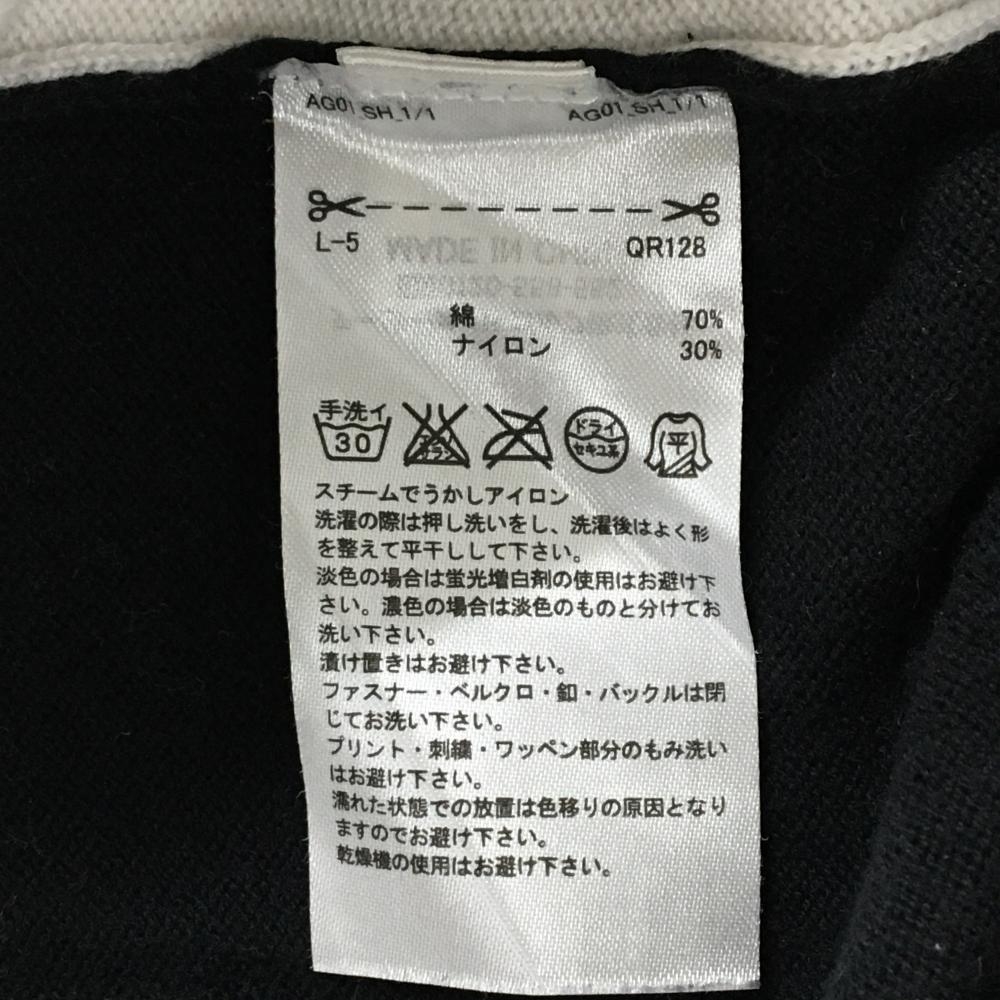 AG01_SH_1/1 AG01_SH_1/1
L-5 QR128
綿 70%
ナイロン 30%
手洗イ
30
ドライ
セキユ系
平
スチームでうかしアイロン
洗濯の際は押し洗いをし、洗濯後はよく形
を整えて平干しして下さい。
淡色の場合は蛍光増白剤の使用はお避け下
さい。濃色の場合は淡色のものと分けてお
洗い下さい。
漬け置きはお避け下さい。
ファスナー・ベルクロ・釦・バックルは閉
じてお洗い下さい。
プリント・刺繍・ワッペン部分のもみ洗い
はお避け下さい。
濡れた状態での放置は色移りの原因となり
ますのでお避け下さい。
乾燥機の使用はお避け下さい。